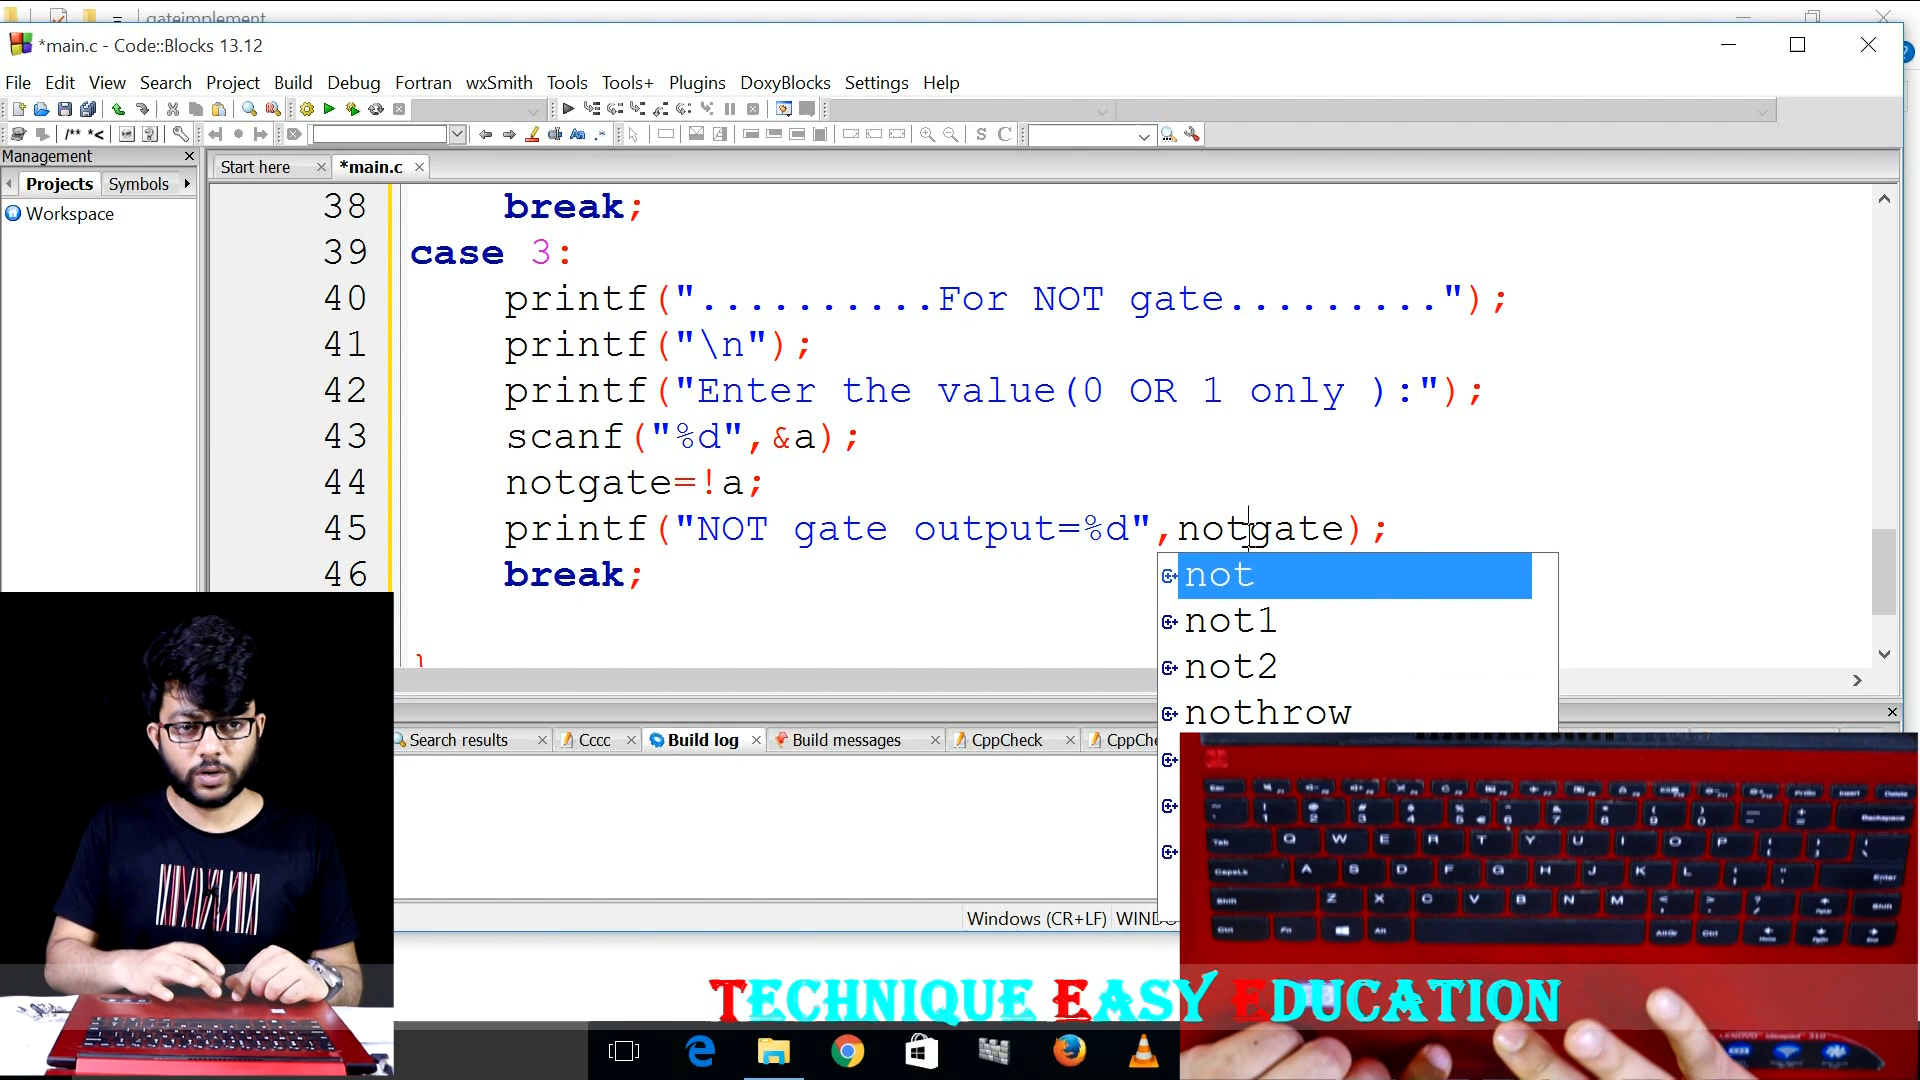 gateimplement
*main.c - Code::Blocks 13.12
File Edit View Search Project Build Debug Fortran wxSmith Tools Tools+ Plugins DoxyBlocks Settings Help
/** *<
S C
Management
Projects Symbols
Workspace
Start here *main.c
38 break;
39 case 3:
40 printf("..........For NOT gate.........");
41 printf("\n");
42 printf("Enter the value(0 OR 1 only ):");
43 scanf("%d",&a);
44 notgate=!a;
45 printf("NOT gate output=%d",notgate);
46 break;
}
not
not1
not2
nothrow
Search results Cccc Build log Build messages CppCheck CppChe
Windows (CR+LF) WIND
Q W E R T Y U I O P
A S D F G H J K L
Z X C V B N M
TECHNIQUE EASY EDUCATION